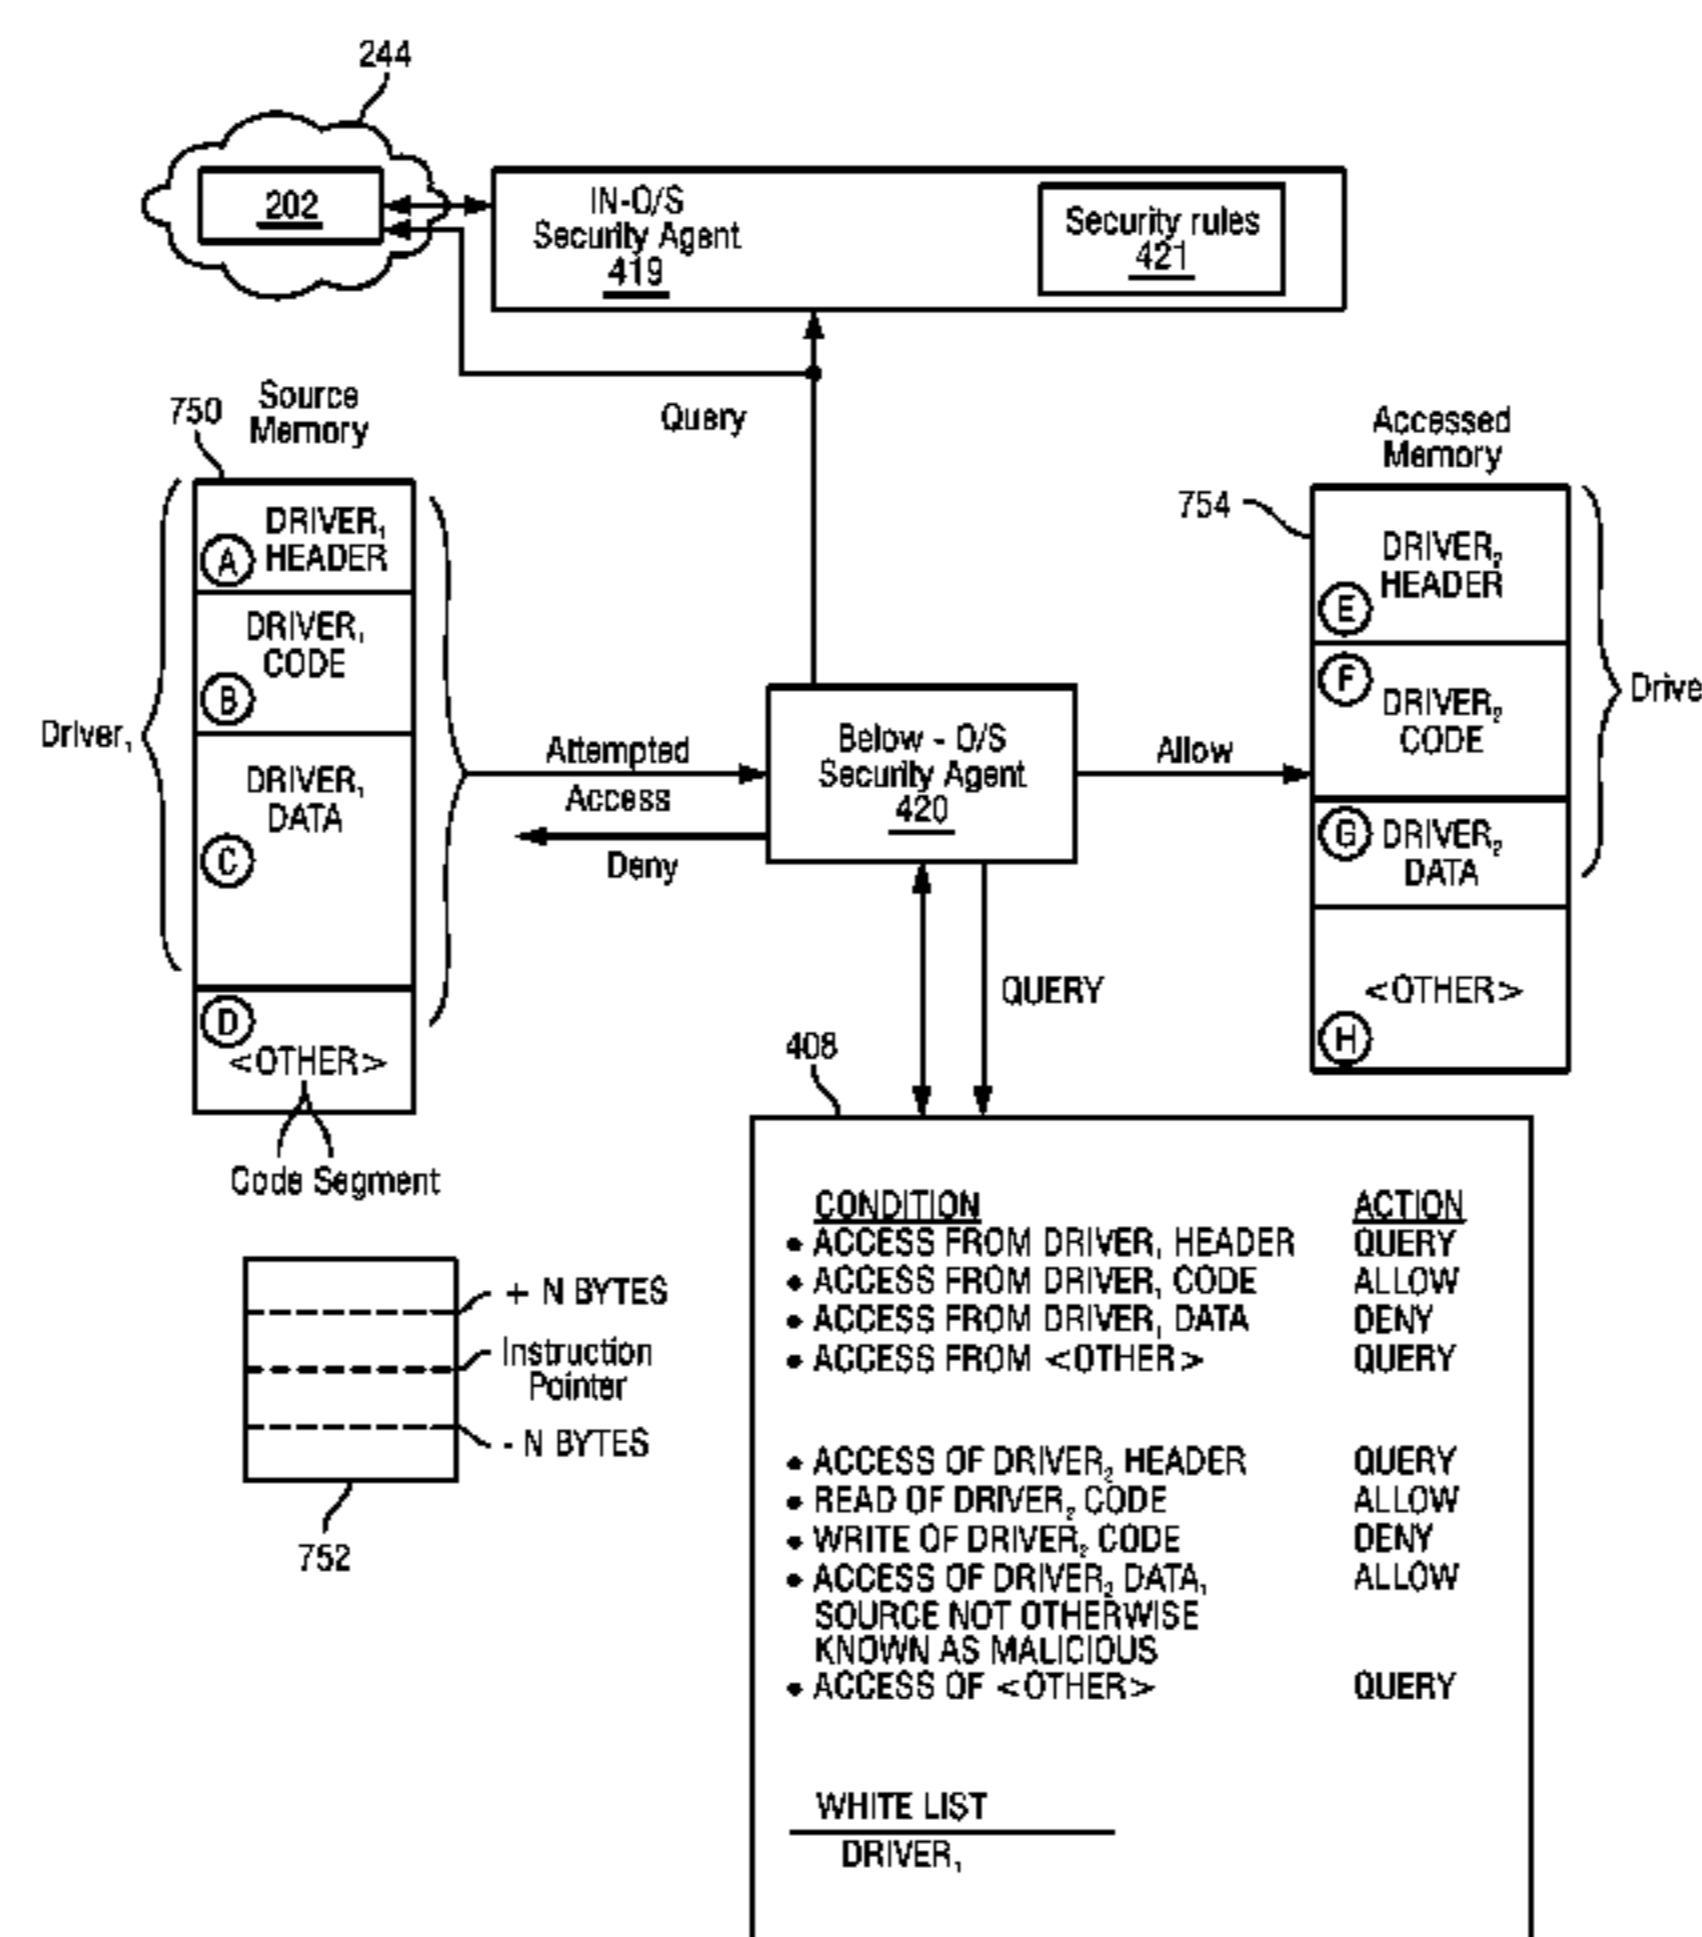 244
202
IN-O/S
Security Agent
419
Security rules
421
Query
750
Source
Memory
DRIVER₁
HEADER
A
DRIVER₁
CODE
B
DRIVER₁
DATA
C
D
<OTHER>
Driver₁
Code Segment
Attempted
Access
Deny
Below - O/S
Security Agent
420
Allow
QUERY
Accessed
Memory
754
DRIVER₂
HEADER
E
F
DRIVER₂
CODE
G
DRIVER₂
DATA
<OTHER>
H
Drive
+ N BYTES
Instruction
Pointer
- N BYTES
752
408
CONDITION ACTION
• ACCESS FROM DRIVER₁ HEADER QUERY
• ACCESS FROM DRIVER₁ CODE ALLOW
• ACCESS FROM DRIVER₁ DATA DENY
• ACCESS FROM <OTHER> QUERY
• ACCESS OF DRIVER₂ HEADER QUERY
• READ OF DRIVER₂ CODE ALLOW
• WRITE OF DRIVER₂ CODE DENY
• ACCESS OF DRIVER₂ DATA, ALLOW
SOURCE NOT OTHERWISE
KNOWN AS MALICIOUS
• ACCESS OF <OTHER> QUERY
WHITE LIST
DRIVER₁